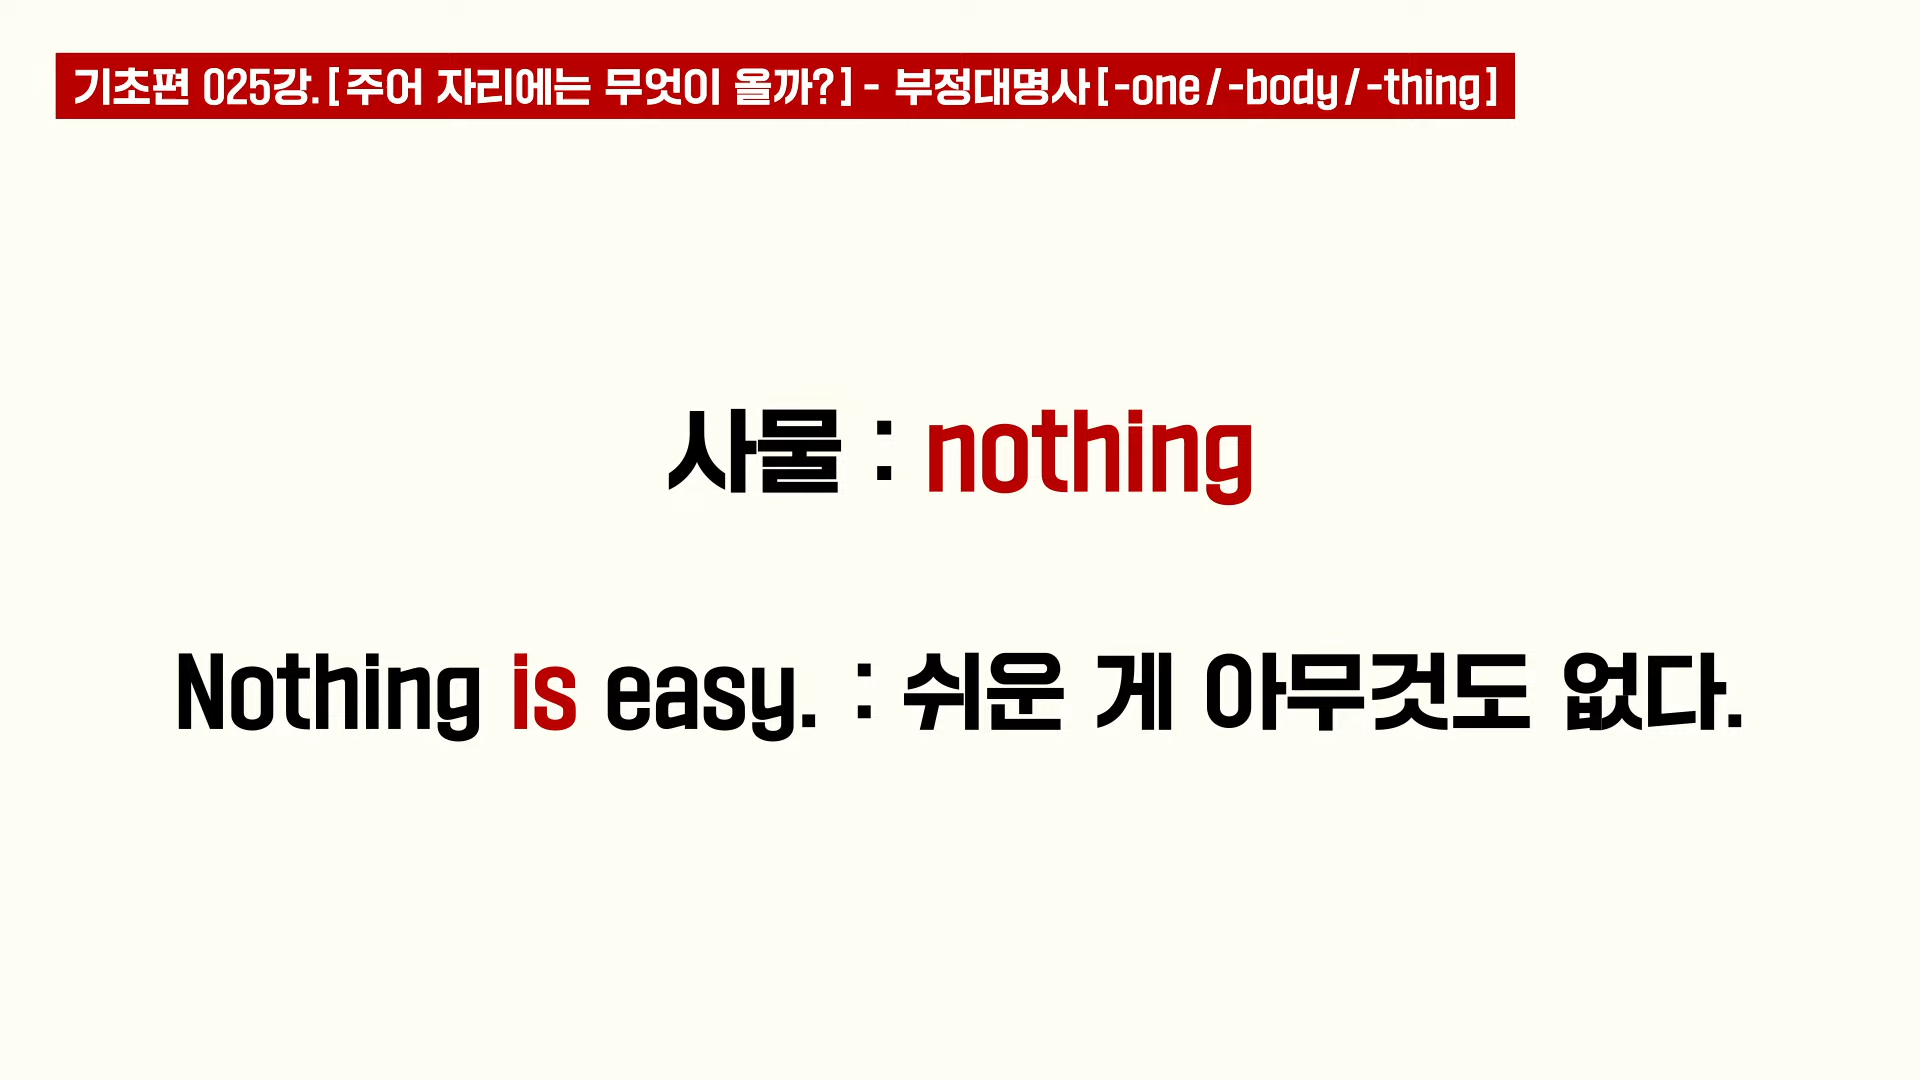 기초편 025강.[주어 자리에는 무엇이 올까?] - 부정대명사[-one/-body/-thing]
사물 : nothing
Nothing is easy. : 쉬운 게 아무것도 없다.